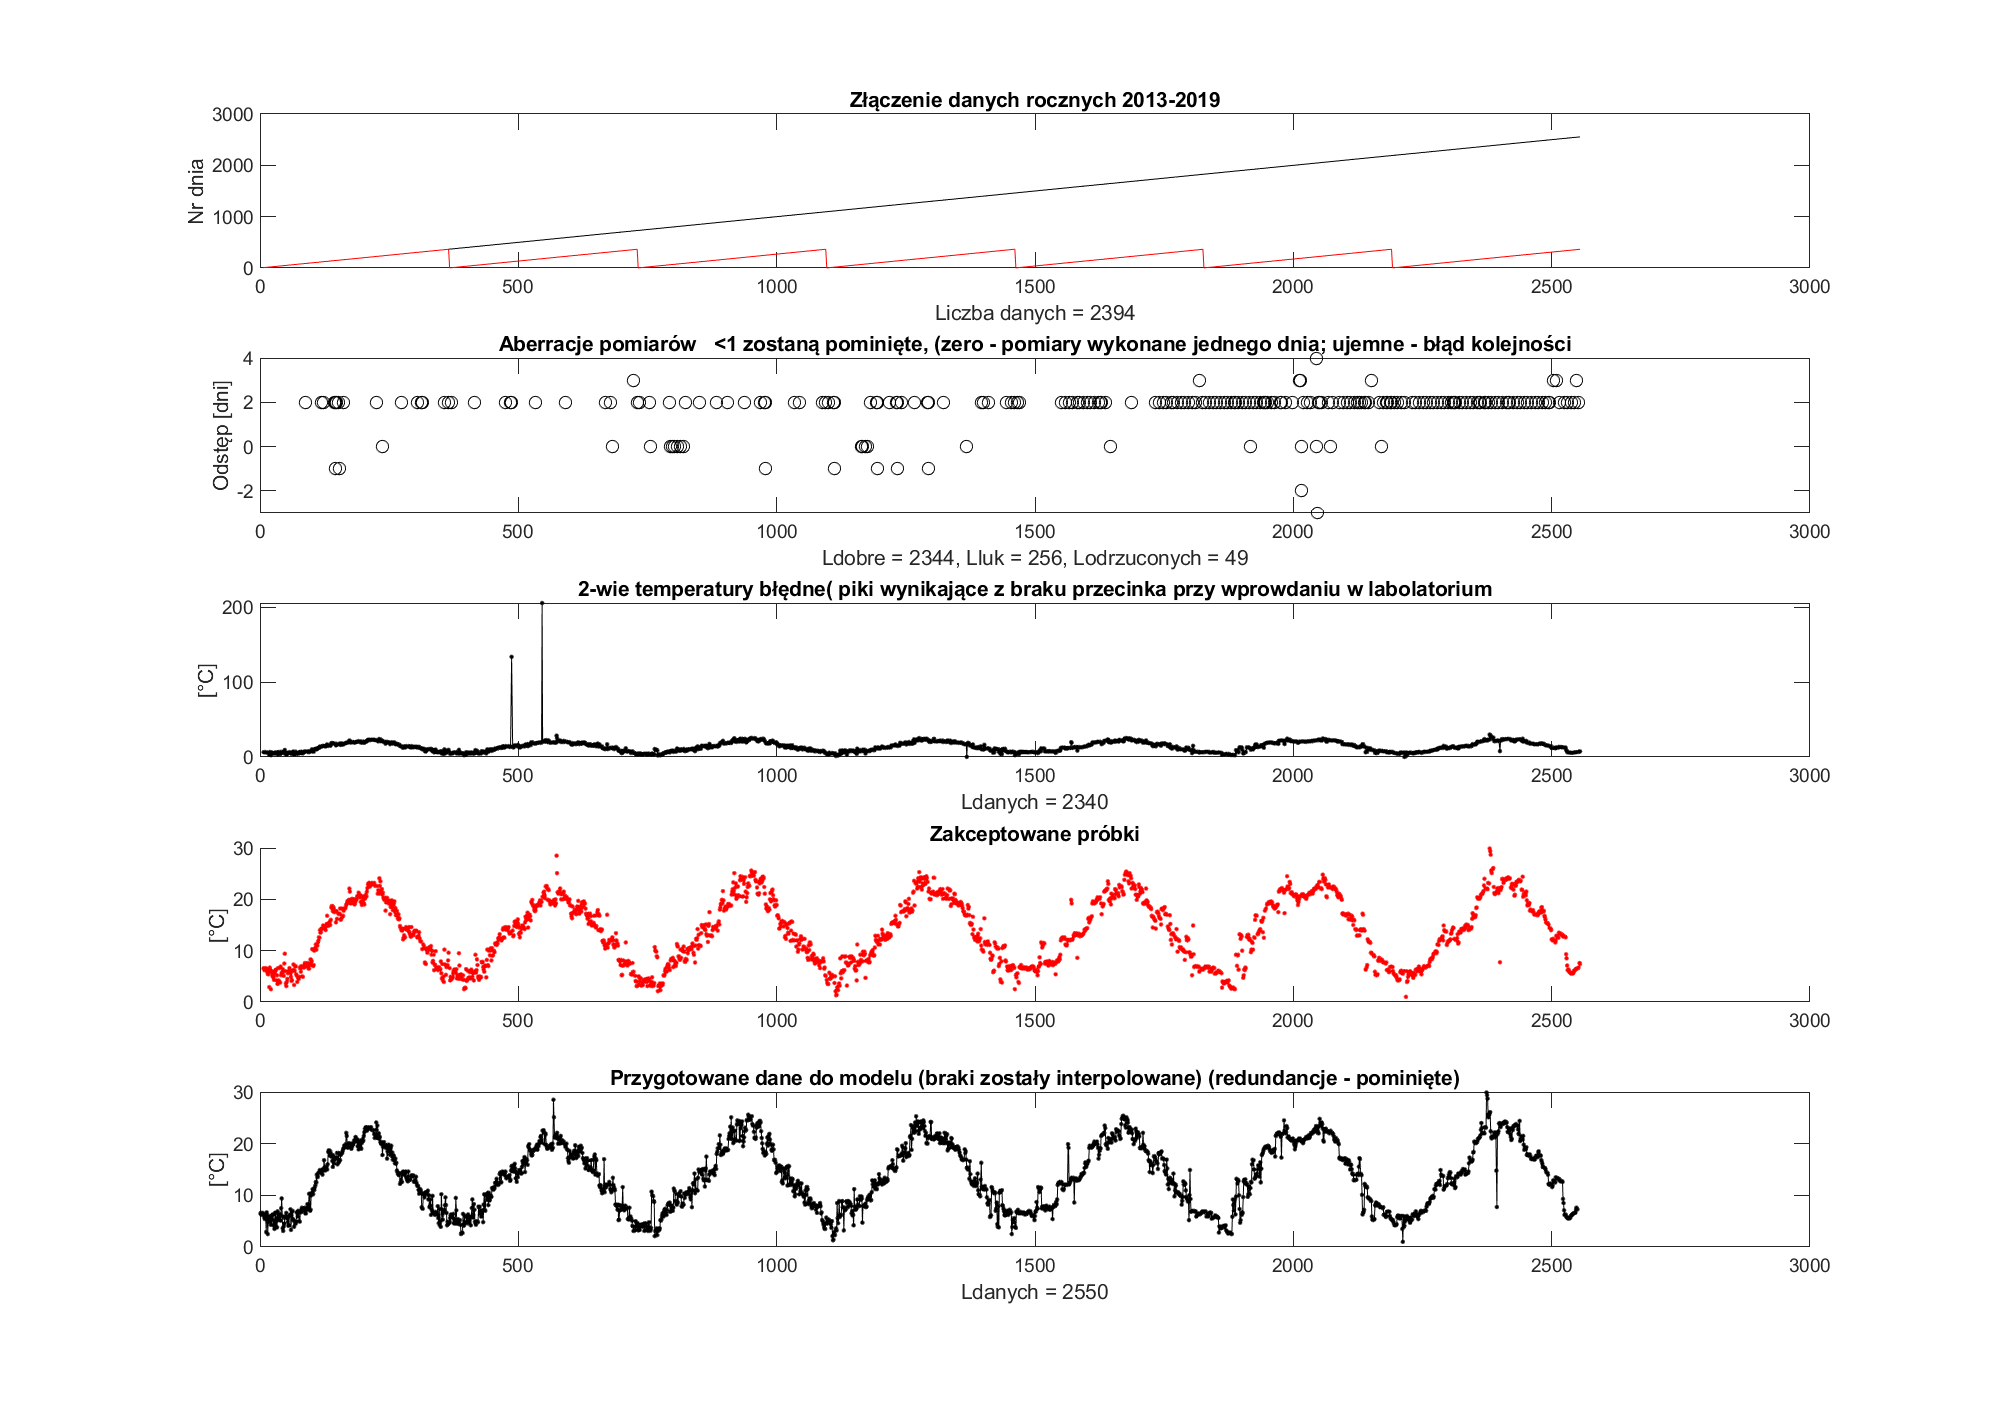 Złączenie danych rocznych 2013-2019
3000
2000
1000
0
Nr dnia
0 500 1000 1500 2000 2500 3000
Liczba danych = 2394
Aberracje pomiarów <1 zostaną pominięte, (zero - pomiary wykonane jednego dnia; ujemne - błąd kolejności
4
2
0
-2
Odstęp [dni]
0 500 1000 1500 2000 2500 3000
Ldobre = 2344, Lluk = 256, Lodrzuconych = 49
2-wie temperatury błędne( piki wynikające z braku przecinka przy wprowdaniu w labolatorium
200
100
0
[°C]
0 500 1000 1500 2000 2500 3000
Ldanych = 2340
Zakceptowane próbki
30
20
10
0
[°C]
0 500 1000 1500 2000 2500 3000
Przygotowane dane do modelu (braki zostały interpolowane) (redundancje - pominięte)
30
20
10
0
[°C]
0 500 1000 1500 2000 2500 3000
Ldanych = 2550